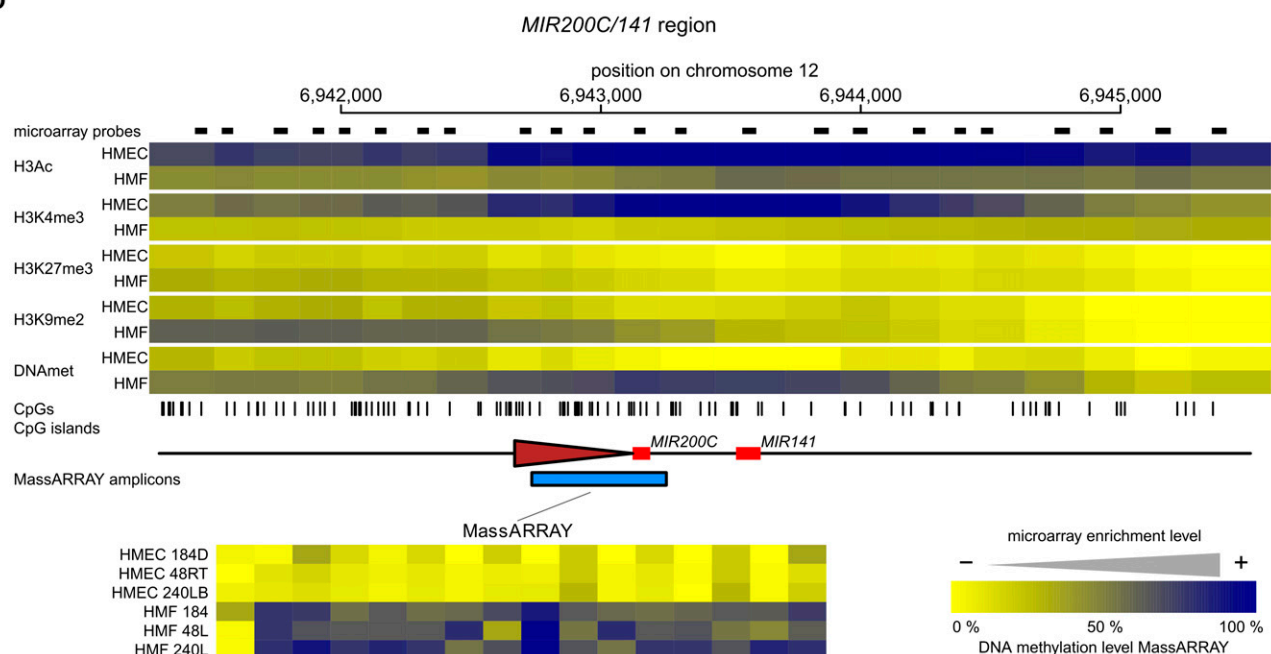 MIR200C/141 region
position on chromosome 12
6,942,000 6,943,000 6,944,000 6,945,000
microarray probes
H3Ac
HMEC
HMF
H3K4me3
HMEC
HMF
H3K27me3
HMEC
HMF
H3K9me2
HMEC
HMF
DNAmet
HMEC
HMF
CpGs
CpG islands
MIR200C MIR141
MassARRAY amplicons
MassARRAY
HMEC 184D
HMEC 48RT
HMEC 240LB
HMF 184
HMF 48L
HMF 240L
microarray enrichment level
− +
0 % 50 % 100 %
DNA methylation level MassARRAY